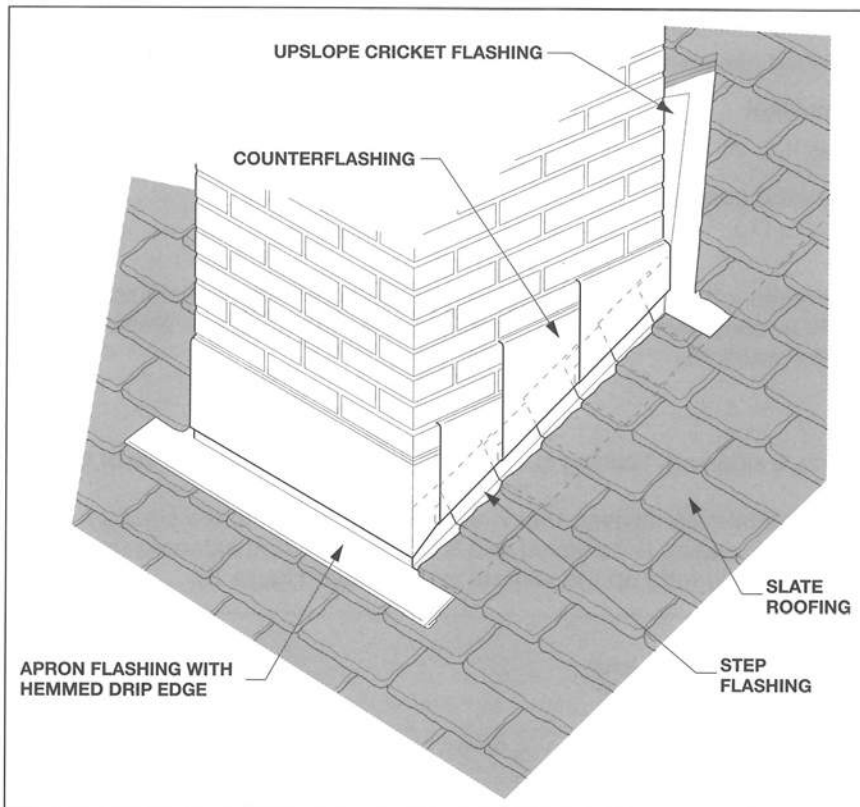 UPSLOPE CRICKET FLASHING
COUNTERFLASHING
SLATE
ROOFING
STEP
FLASHING
APRON FLASHING WITH
HEMMED DRIP EDGE